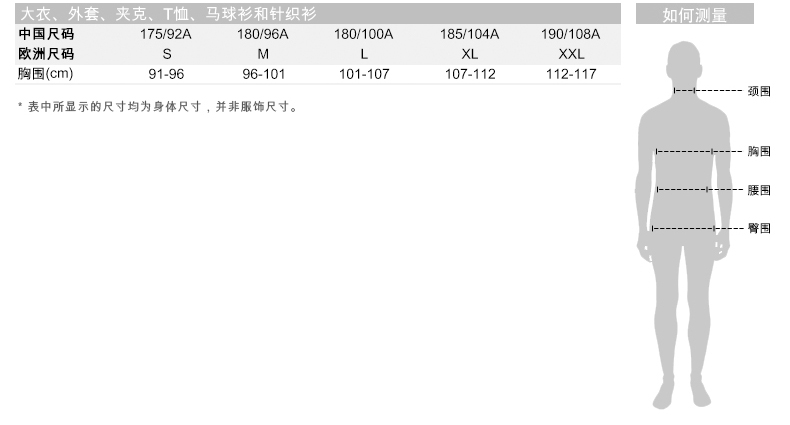 大衣、外套、夹克、T恤、马球衫和针织衫
中国尺码 175/92A 180/96A 180/100A 185/104A 190/108A
欧洲尺码 S M L XL XXL
胸围(cm) 91-96 96-101 101-107 107-112 112-117
* 表中所显示的尺寸均为身体尺寸，并非服饰尺寸。
如何测量
颈围
胸围
腰围
臀围